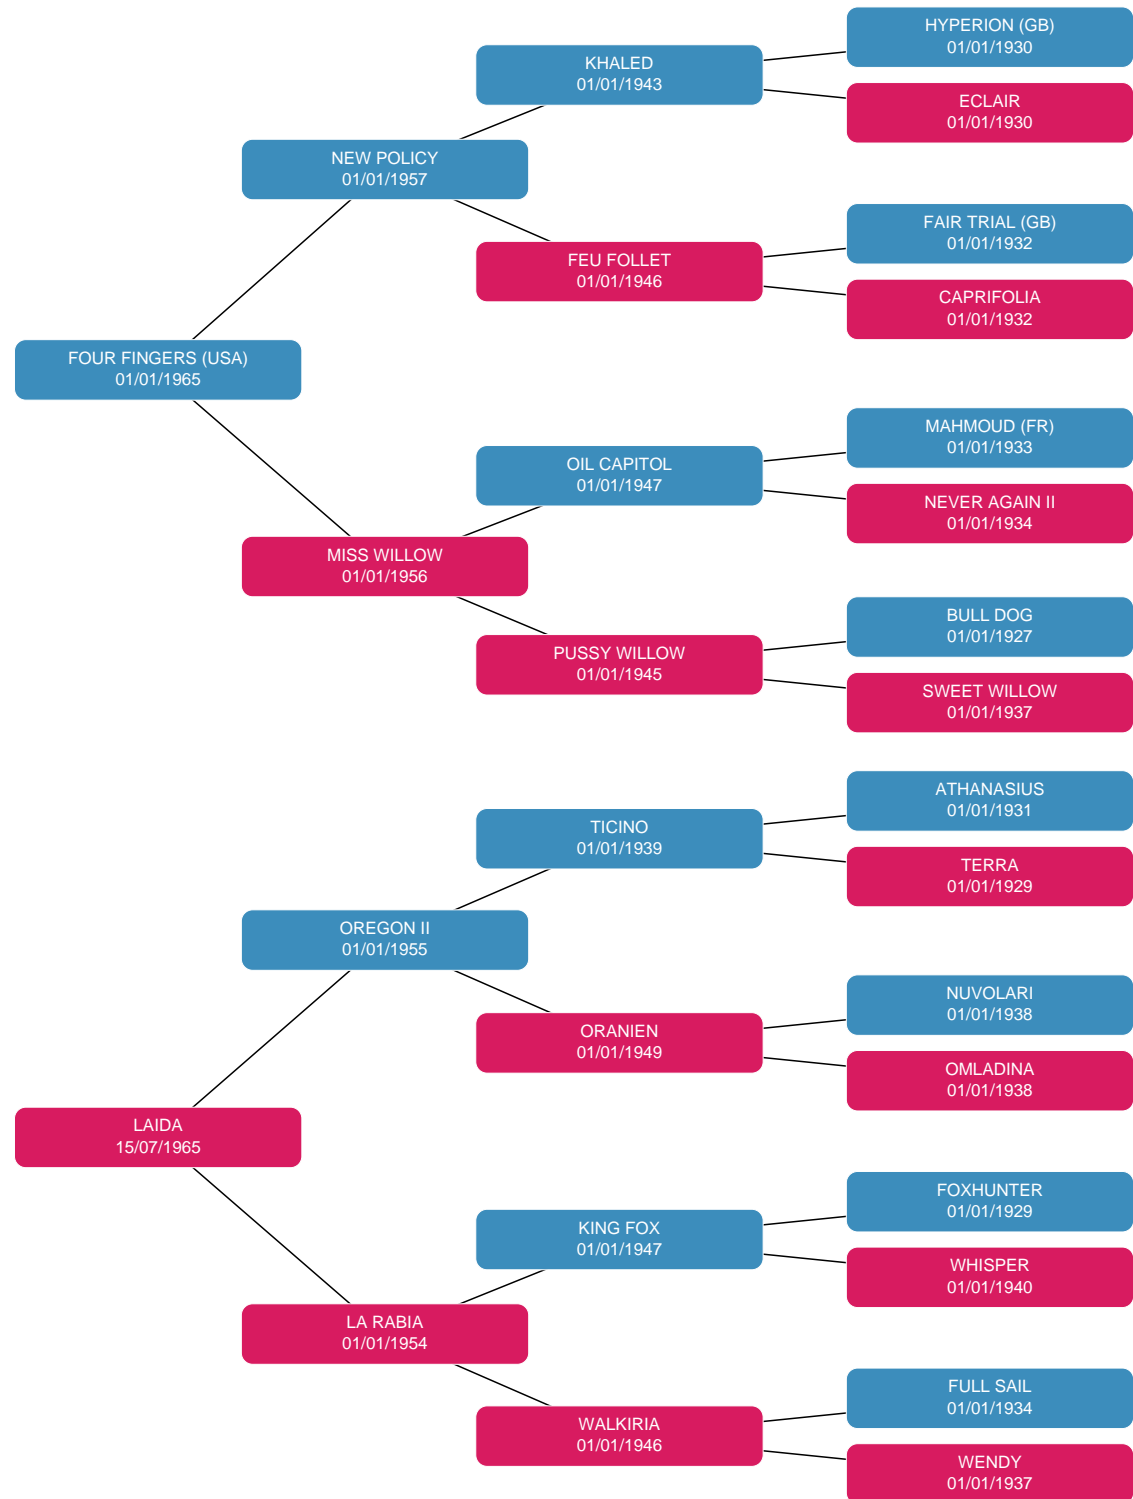 HYPERION (GB)
01/01/1930
KHALED
01/01/1943
ECLAIR
01/01/1930
NEW POLICY
01/01/1957
FAIR TRIAL (GB)
01/01/1932
FEU FOLLET
01/01/1946
CAPRIFOLIA
01/01/1932
FOUR FINGERS (USA)
01/01/1965
MAHMOUD (FR)
01/01/1933
OIL CAPITOL
01/01/1947
NEVER AGAIN II
01/01/1934
MISS WILLOW
01/01/1956
BULL DOG
01/01/1927
PUSSY WILLOW
01/01/1945
SWEET WILLOW
01/01/1937
ATHANASIUS
01/01/1931
TICINO
01/01/1939
TERRA
01/01/1929
OREGON II
01/01/1955
NUVOLARI
01/01/1938
ORANIEN
01/01/1949
OMLADINA
01/01/1938
LAIDA
15/07/1965
FOXHUNTER
01/01/1929
KING FOX
01/01/1947
WHISPER
01/01/1940
LA RABIA
01/01/1954
FULL SAIL
01/01/1934
WALKIRIA
01/01/1946
WENDY
01/01/1937